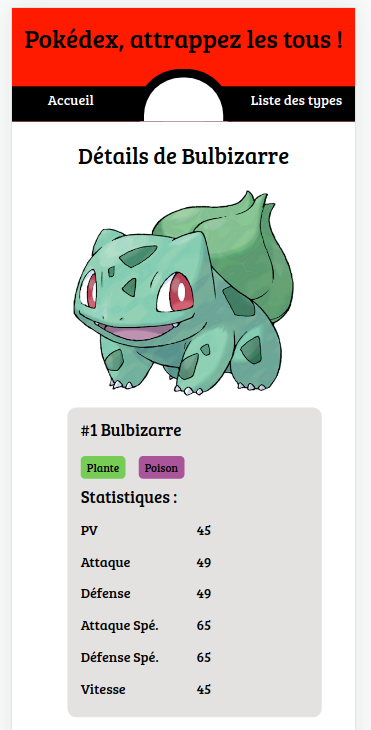 Pokédex, attrappez les tous !
Accueil Liste des types
Détails de Bulbizarre
#1 Bulbizarre
Plante Poison
Statistiques :
PV 45
Attaque 49
Défense 49
Attaque Spé. 65
Défense Spé. 65
Vitesse 45